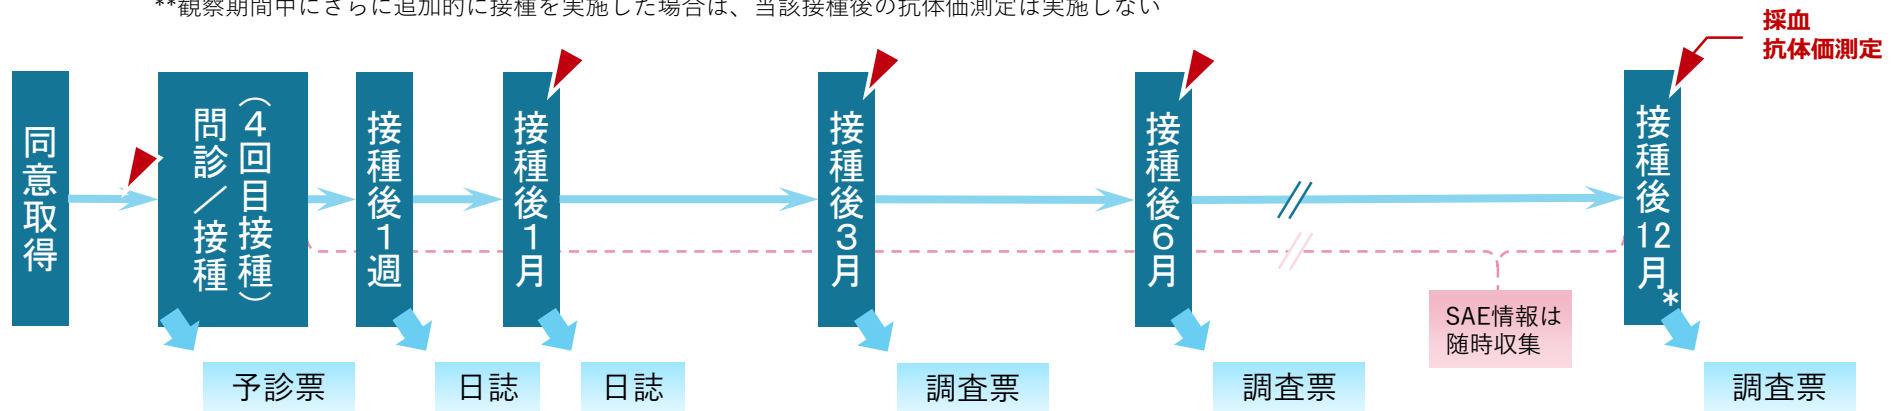 **観察期間中にさらに追加的に接種を実施した場合は、当該接種後の抗体価測定は実施しない
採血
抗体価測定
同意取得
（４回目接種）
問診／接種
接種後１週
接種後１月
接種後３月
接種後６月
接種後12月*
SAE情報は
随時収集
予診票
日誌
日誌
調査票
調査票
調査票